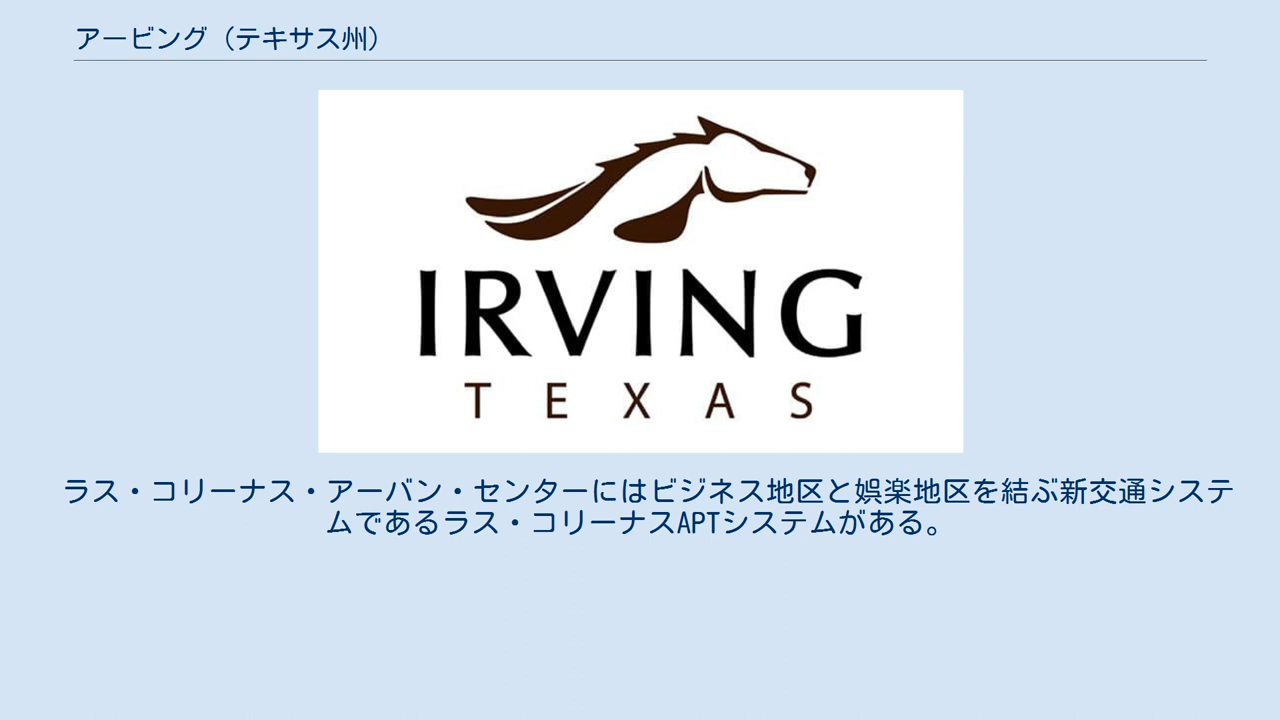 アービング（テキサス州）
IRVING
TEXAS
ラス・コリーナス・アーバン・センターにはビジネス地区と娯楽地区を結ぶ新交通システ
ムであるラス・コリーナスAPTシステムがある。